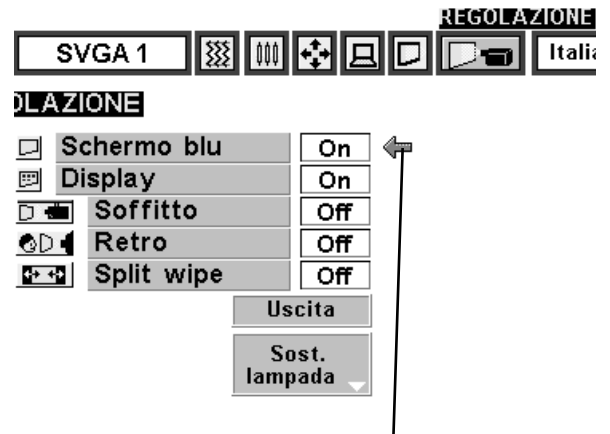 REGOLAZIONE
SVGA 1 Italia
OLAZIONE
Schermo blu On
Display On
Soffitto Off
Retro Off
Split wipe Off
Uscita
Sost.
lampada